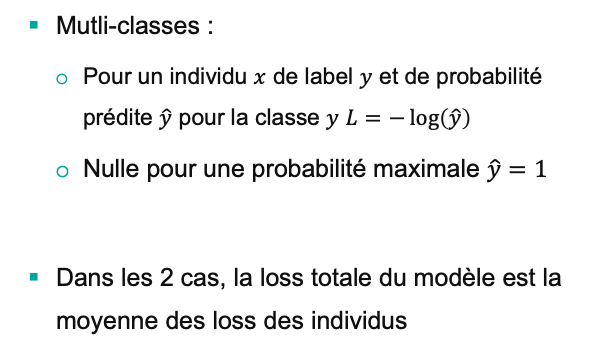 ▪ Mutli-classes :
o Pour un individu x de label y et de probabilité
prédite ŷ pour la classe y L = − log(ŷ)
o Nulle pour une probabilité maximale ŷ = 1
▪ Dans les 2 cas, la loss totale du modèle est la
moyenne des loss des individus